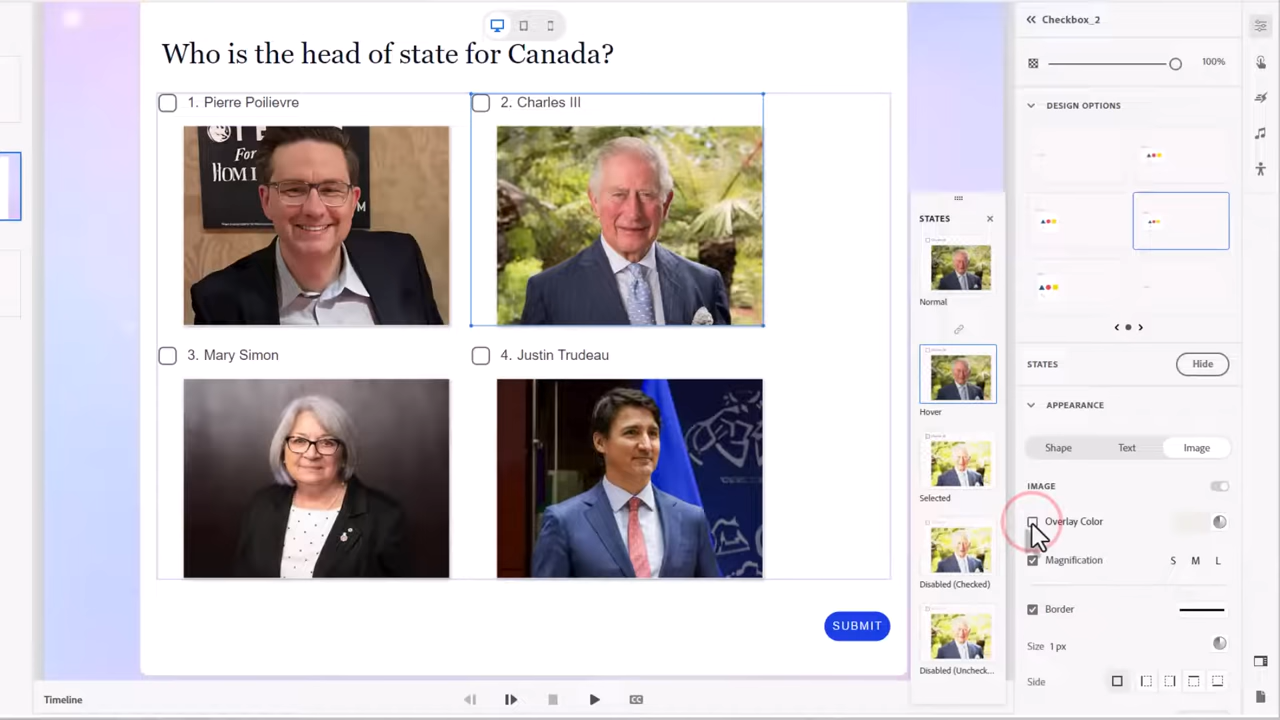 Checkbox_2
Who is the head of state for Canada?
100%
1. Pierre Poilievre
2. Charles III
DESIGN OPTIONS
For
STATES
Normal
3. Mary Simon
4. Justin Trudeau
STATES
Hide
Hover
APPEARANCE
Shape
Text
Image
IMAGE
Selected
Overlay Color
Magnification
S
M
L
Disabled (Checked)
Border
SUBMIT
Size 1 px
Disabled (Uncheck...
Side
Timeline
CC